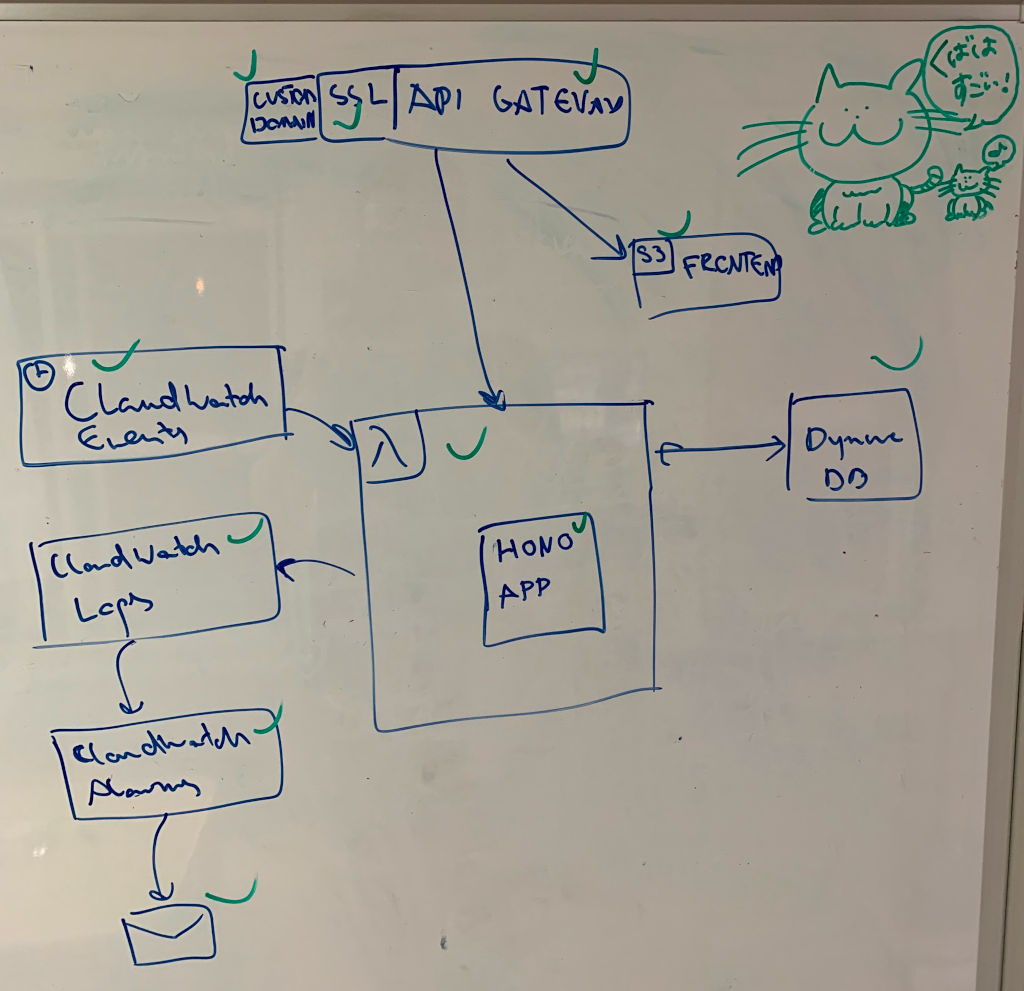 CUSTOM
DOMAIN
SSL
API GATEWAY
くばは
すごい!
S3
FRONTEND
CloudWatch
Events
λ
Dynamo
DB
HONO
APP
CloudWatch
Logs
CloudWatch
Alarms